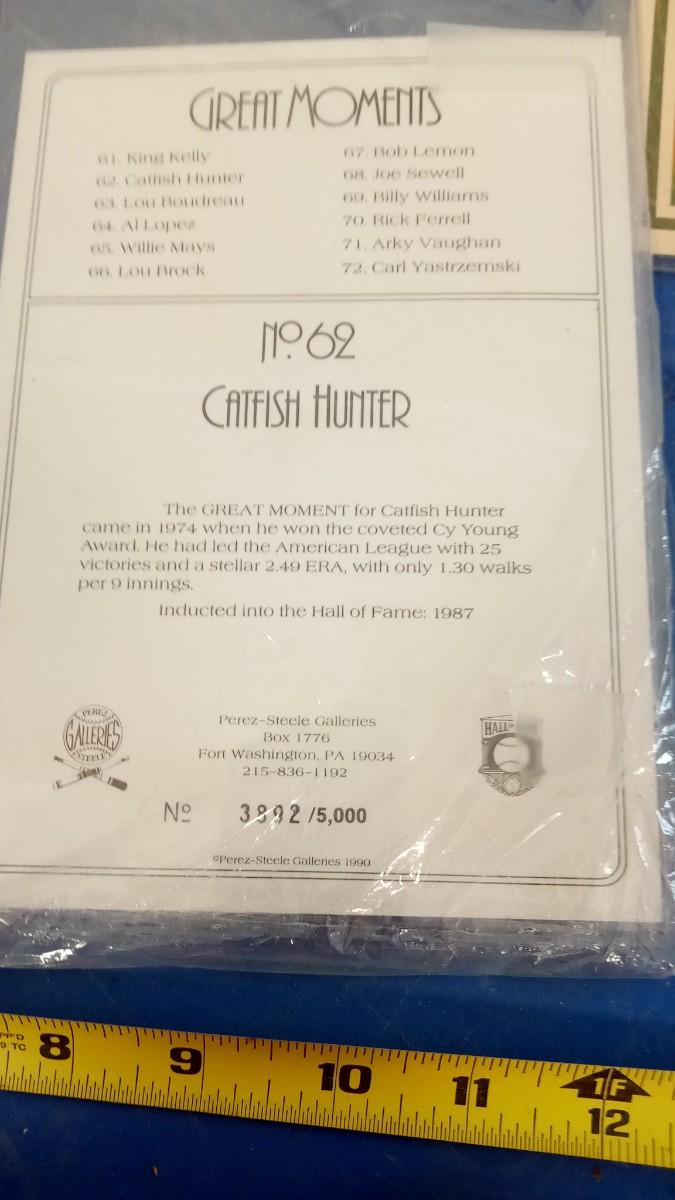 GREAT MOMENTS
61. King Kelly
62. Catfish Hunter
63. Lou Boudreau
64. Al Lopez
65. Willie Mays
66. Lou Brock
67. Bob Lemon
68. Joe Sewell
69. Billy Williams
70. Rick Ferrell
71. Arky Vaughan
72. Carl Yastrzemski
No. 62
CATFISH HUNTER
The GREAT MOMENT for Catfish Hunter
came in 1974 when he won the coveted Cy Young
Award. He had led the American League with 25
victories and a stellar 2.49 ERA, with only 1.30 walks
per 9 innings.
Inducted into the Hall of Fame: 1987
PEREZ
GALLERIES
STEELE
Perez-Steele Galleries
Box 1776
Fort Washington, PA 19034
215-836-1192
HALL
No 3892/5,000
©Perez-Steele Galleries 1990
8 9 10 11 1F 12